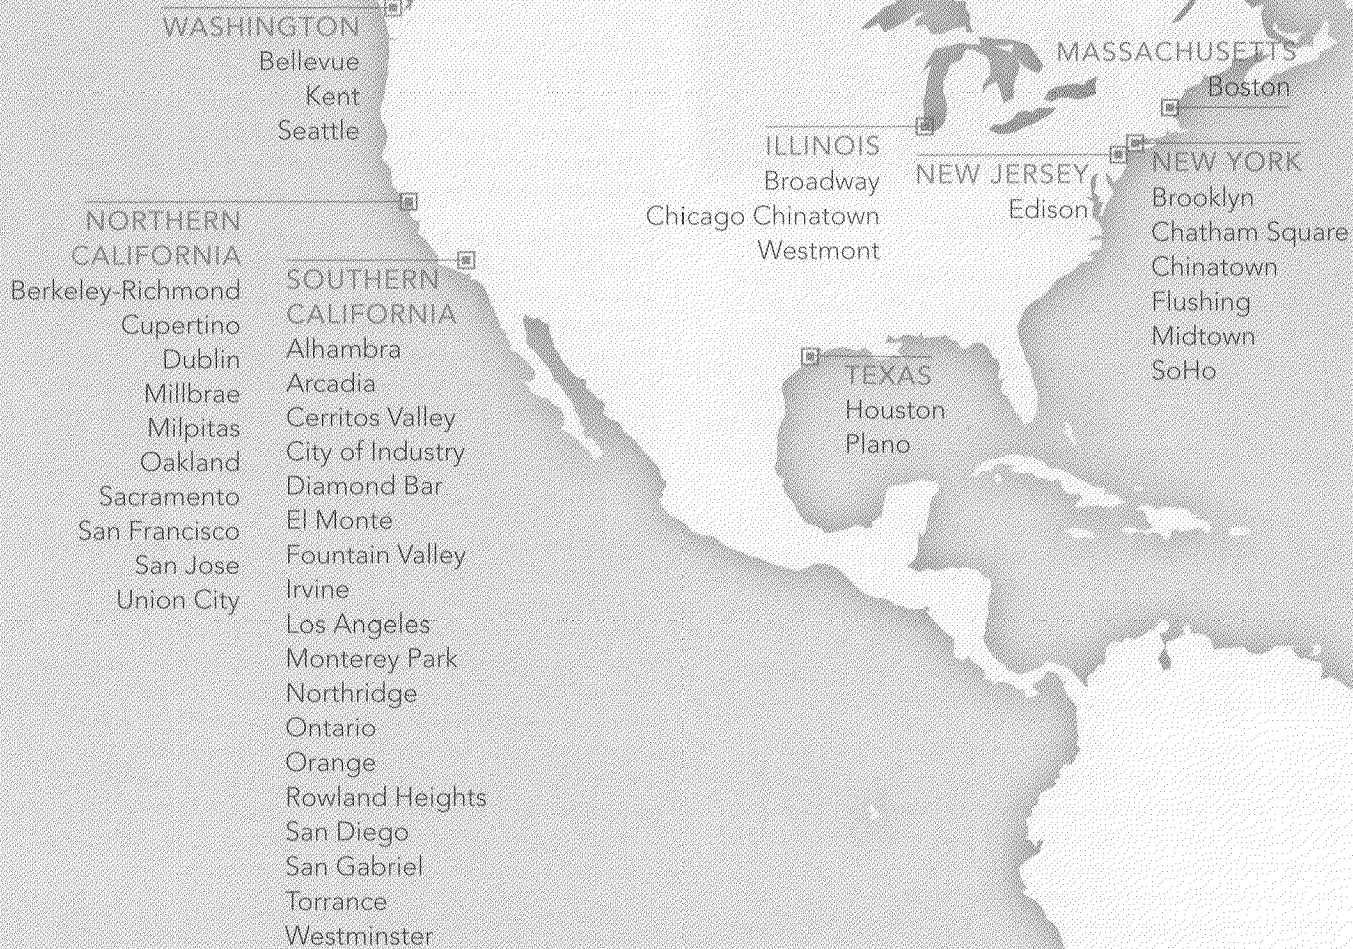 WASHINGTON
Bellevue
Kent
Seattle
NORTHERN
CALIFORNIA
Berkeley-Richmond
Cupertino
Dublin
Millbrae
Milpitas
Oakland
Sacramento
San Francisco
San Jose
Union City
SOUTHERN
CALIFORNIA
Alhambra
Arcadia
Cerritos Valley
City of Industry
Diamond Bar
El Monte
Fountain Valley
Irvine
Los Angeles
Monterey Park
Northridge
Ontario
Orange
Rowland Heights
San Diego
San Gabriel
Torrance
Westminster
ILLINOIS
Broadway
Chicago Chinatown
Westmont
TEXAS
Houston
Plano
NEW JERSEY
Edison
MASSACHUSETTS
Boston
NEW YORK
Brooklyn
Chatham Square
Chinatown
Flushing
Midtown
SoHo